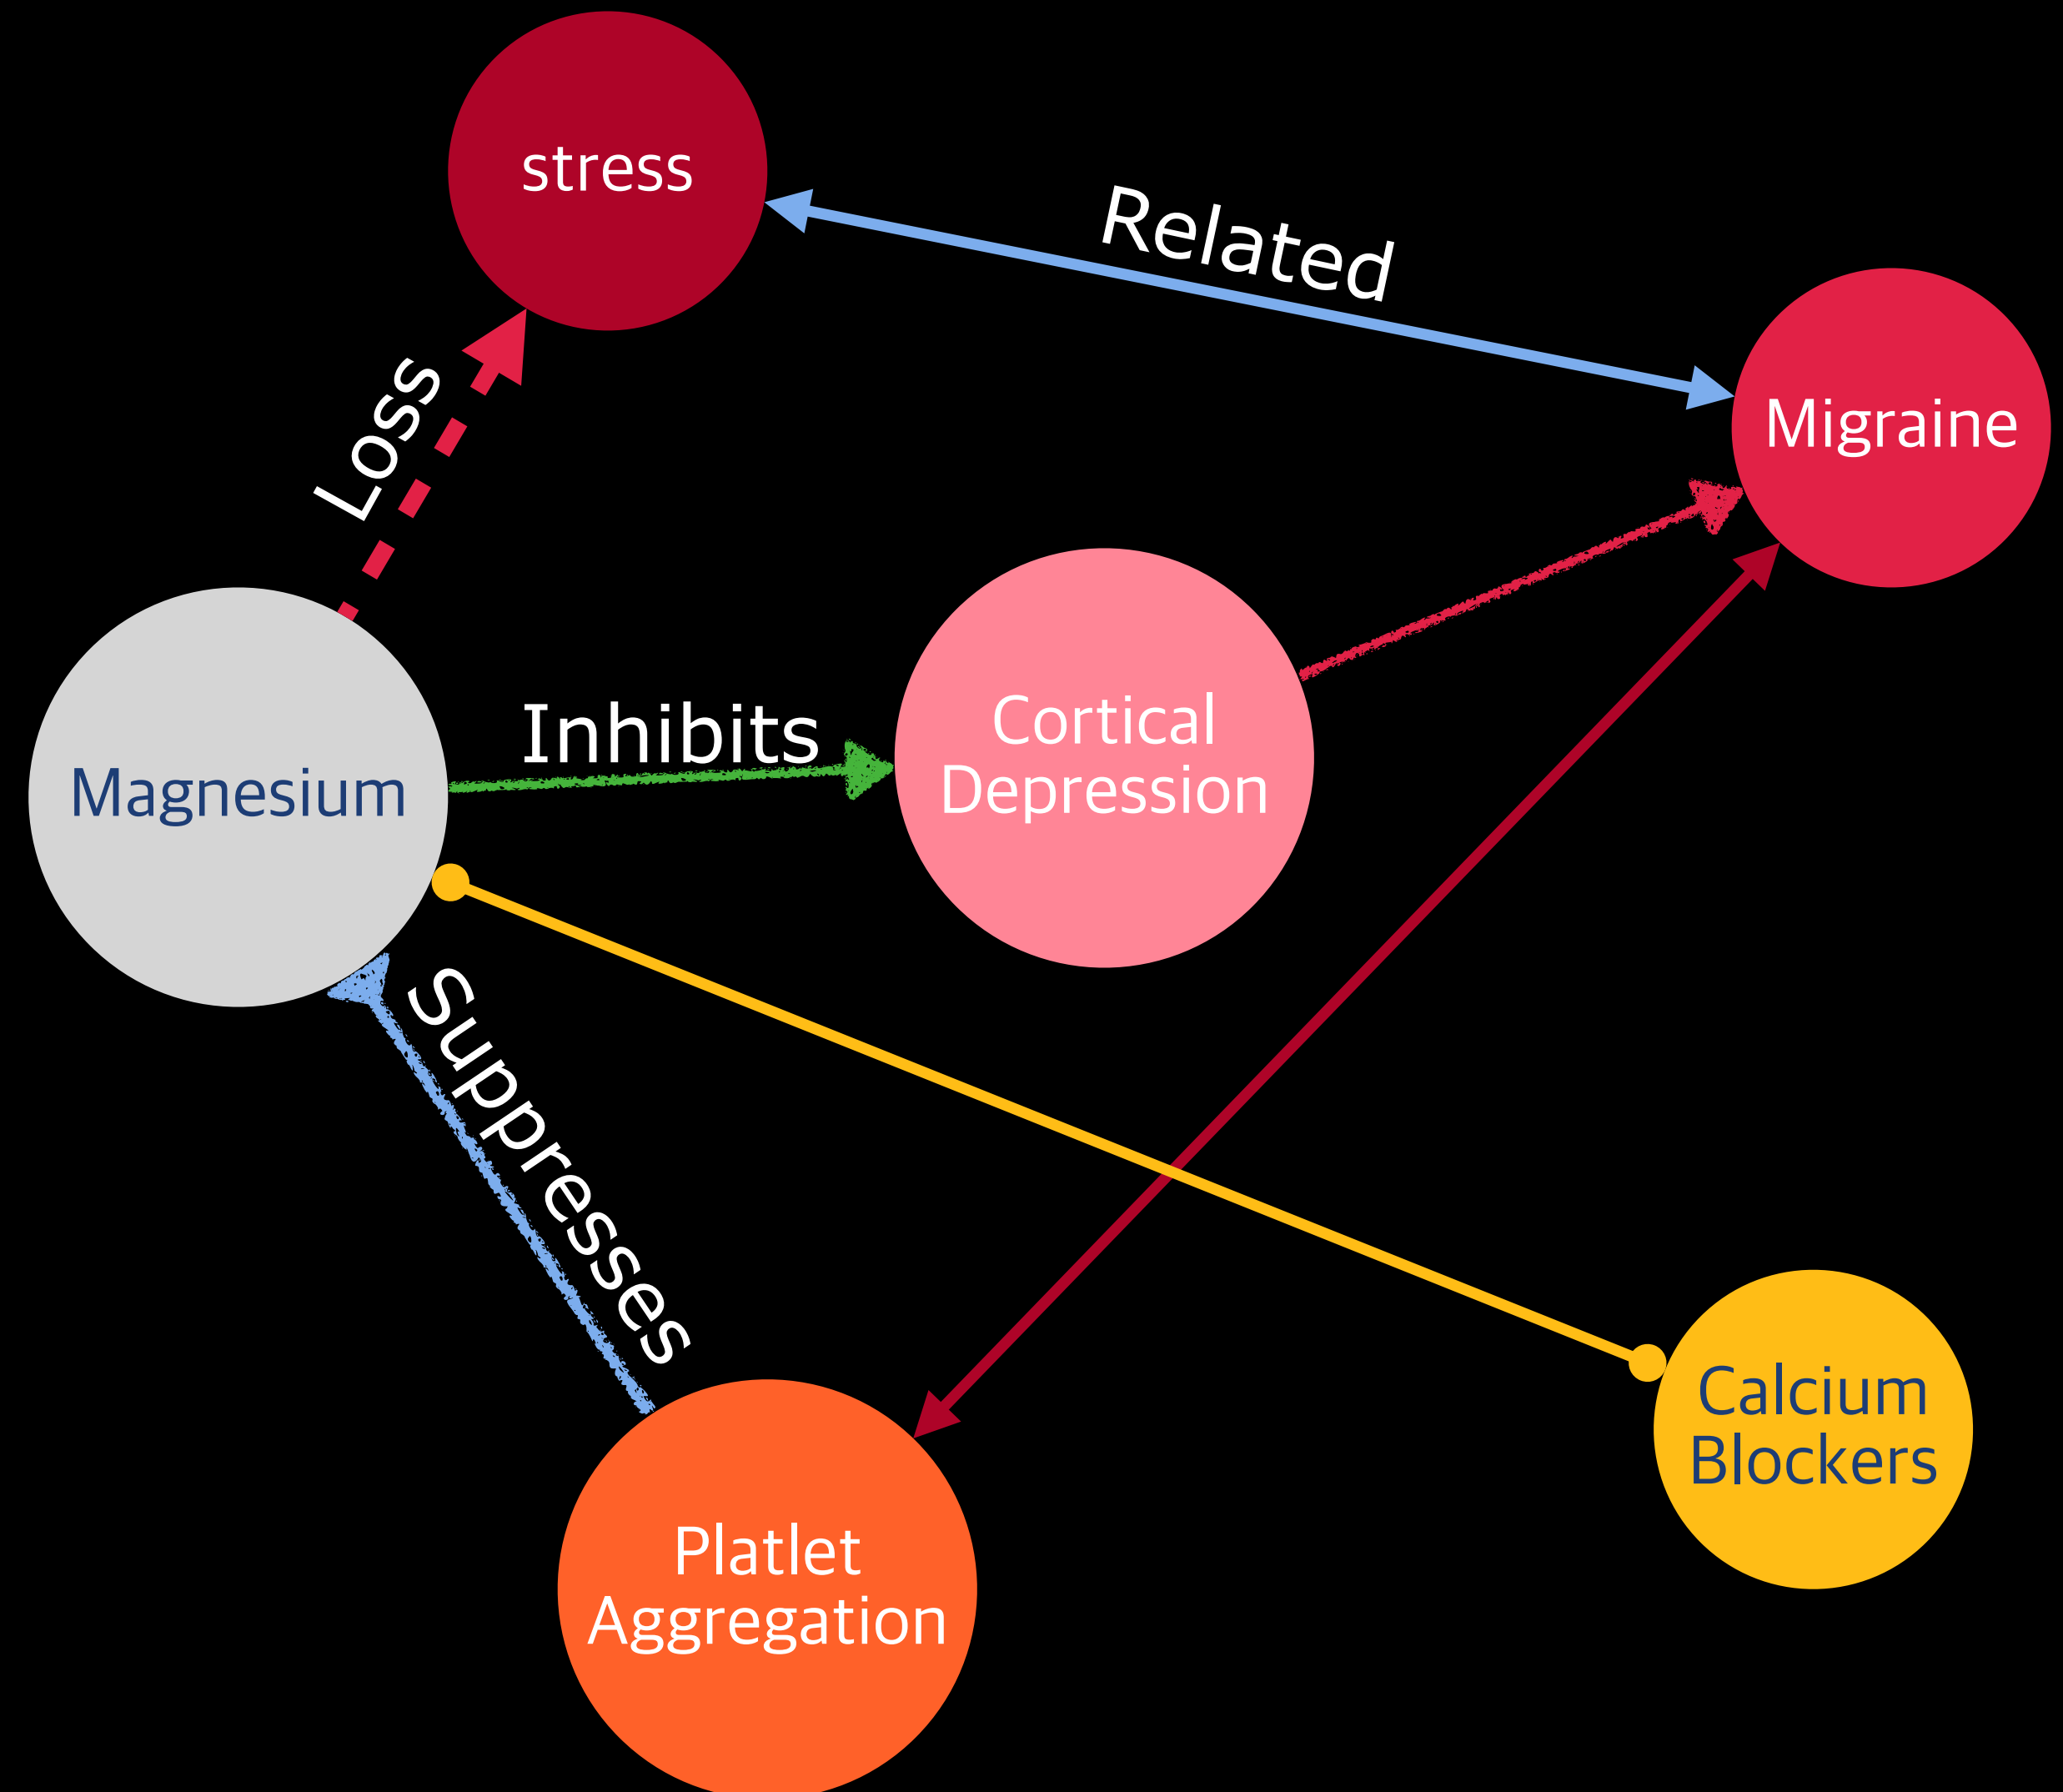 stress
Related
Migraine
Loss
Inhibits
Cortical
Depression
Magnesium
Suppresses
Calcium
Blockers
Platlet
Aggregation